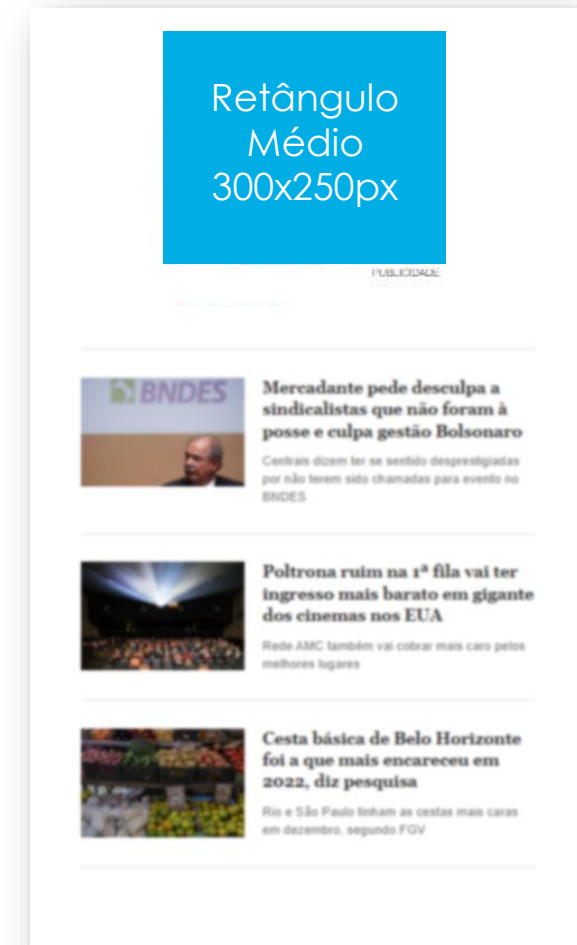 Retângulo
Médio
300x250px
PUBLICIDADE
BNDES
Mercadante pede desculpa a
sindicalistas que não foram à
posse e culpa gestão Bolsonaro
Centrais dizem ter se sentido desprestigiadas
por não terem sido chamadas para evento no
BNDES
Poltrona ruim na 1ª fila vai ter
ingresso mais barato em gigante
dos cinemas nos EUA
Rede AMC também vai cobrar mais caro pelos
melhores lugares
Cesta básica de Belo Horizonte
foi a que mais encareceu em
2022, diz pesquisa
Rio e São Paulo tinham as cestas mais caras
em dezembro, segundo FGV